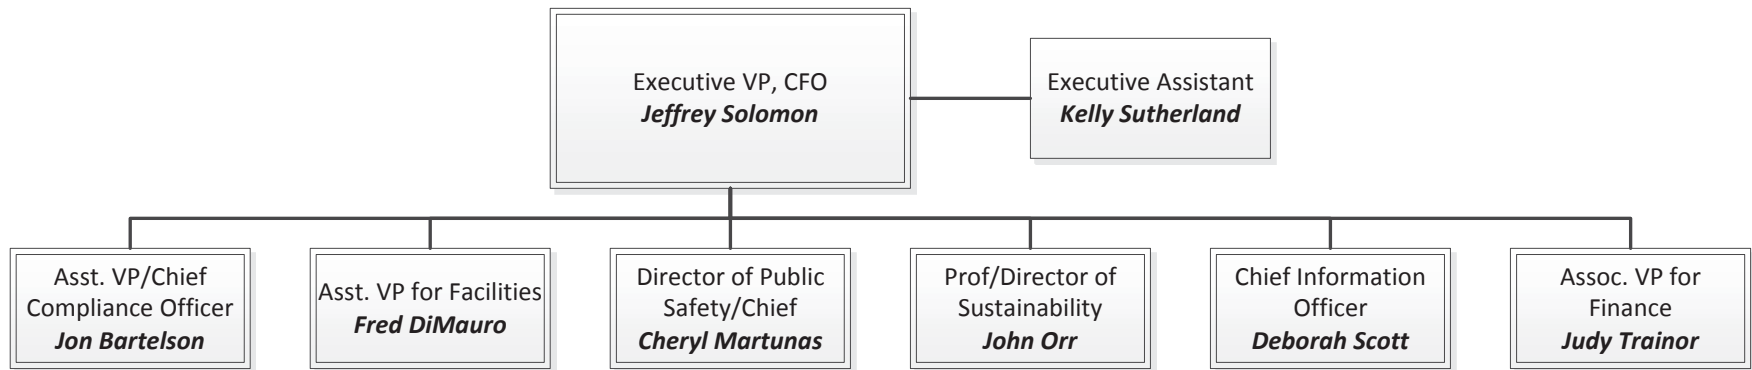 Executive VP, CFO
Jeffrey Solomon
Executive Assistant
Kelly Sutherland
Asst. VP/Chief
Compliance Officer
Jon Bartelson
Asst. VP for Facilities
Fred DiMauro
Director of Public
Safety/Chief
Cheryl Martunas
Prof/Director of
Sustainability
John Orr
Chief Information
Officer
Deborah Scott
Assoc. VP for
Finance
Judy Trainor